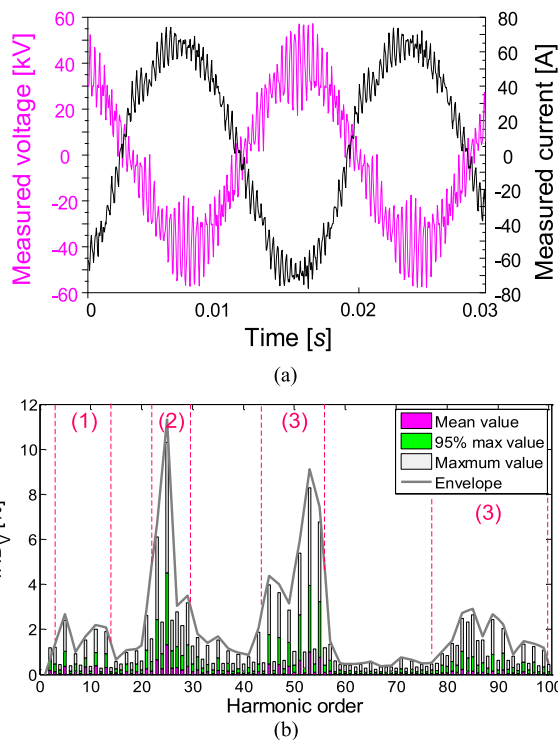 (a)
60
40
20
0
-20
-40
-60
Measured voltage [kV]
80
60
40
20
0
-20
-40
-60
-80
Measured current [A]
0 0.01 0.02 0.03
Time [s]
(a)
12
10
8
6
4
2
0
(1) (2) (3)
(3)
Mean value
95% max value
Maxmum value
Envelope
0 10 20 30 40 50 60 70 80 90 100
Harmonic order
(b)